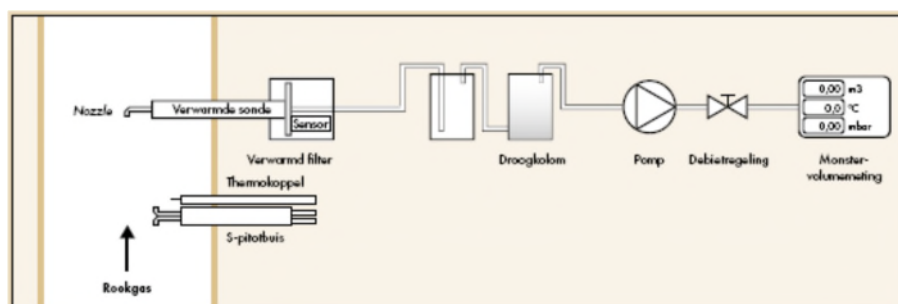 Nozzle
Verwarmde sonde
Sensor
Verwarmd filter
Droogkolom
Pomp
Debietregeling
Monster-
volumemeting
0,00 m3
0,0 °C
0,00 mbar
Thermokoppel
S-pitotbuis
Rookgas